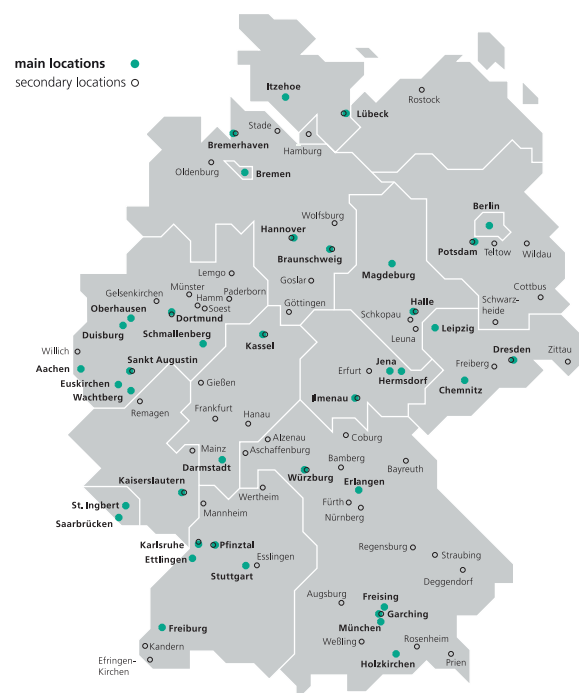 main locations
secondary locations
Itzehoe
Rostock
Lübeck
Stade
Bremerhaven
Hamburg
Oldenburg
Bremen
Berlin
Wolfsburg
Hannover
Braunschweig
Potsdam
Teltow
Wildau
Lemgo
Magdeburg
Goslar
Cottbus
Münster
Paderborn
Gelsenkirchen
Hamm
Soest
Oberhausen
Dortmund
Göttingen
Halle
Schkopau
Schwarz-
heide
Duisburg
Schmallenberg
Leipzig
Leuna
Kassel
Willich
Sankt Augustin
Jena
Dresden
Zittau
Aachen
Erfurt
Hermsdorf
Freiberg
Euskirchen
Gießen
Chemnitz
Wachtberg
Ilmenau
Remagen
Frankfurt
Hanau
Alzenau
Coburg
Mainz
Aschaffenburg
Bamberg
Bayreuth
Darmstadt
Würzburg
Kaiserslautern
Erlangen
Wertheim
St. Ingbert
Mannheim
Fürth
Nürnberg
Saarbrücken
Karlsruhe
Pfinztal
Regensburg
Straubing
Ettlingen
Esslingen
Stuttgart
Deggendorf
Augsburg
Freising
Garching
Freiburg
München
Kandern
Weßling
Rosenheim
Efringen-
Kirchen
Holzkirchen
Prien